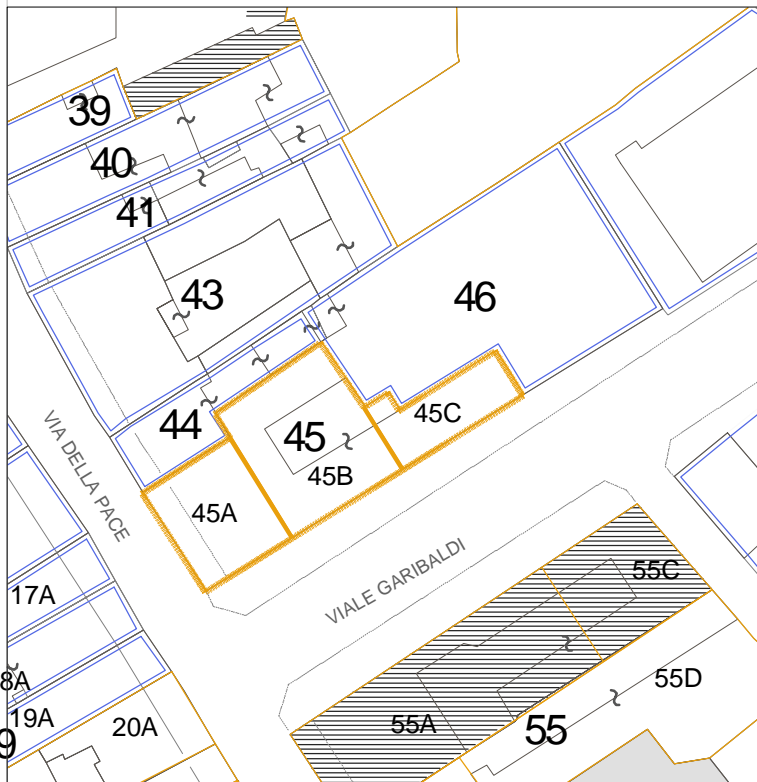 39
40
41
43
46
44
45
45C
45B
45A
VIA DELLA PACE
VIALE GARIBALDI
17A
8A
19A
9
20A
55C
55D
55A
55